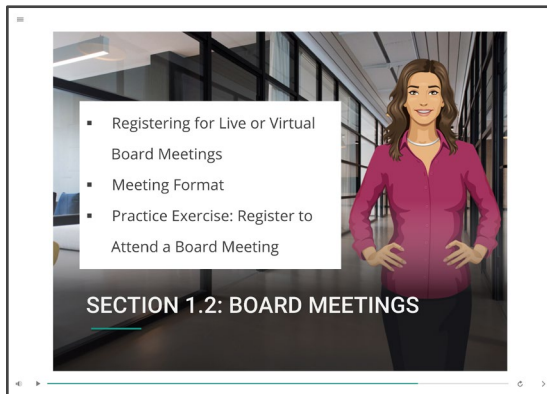 ▪ Registering for Live or Virtual
Board Meetings
▪ Meeting Format
▪ Practice Exercise: Register to
Attend a Board Meeting
SECTION 1.2: BOARD MEETINGS